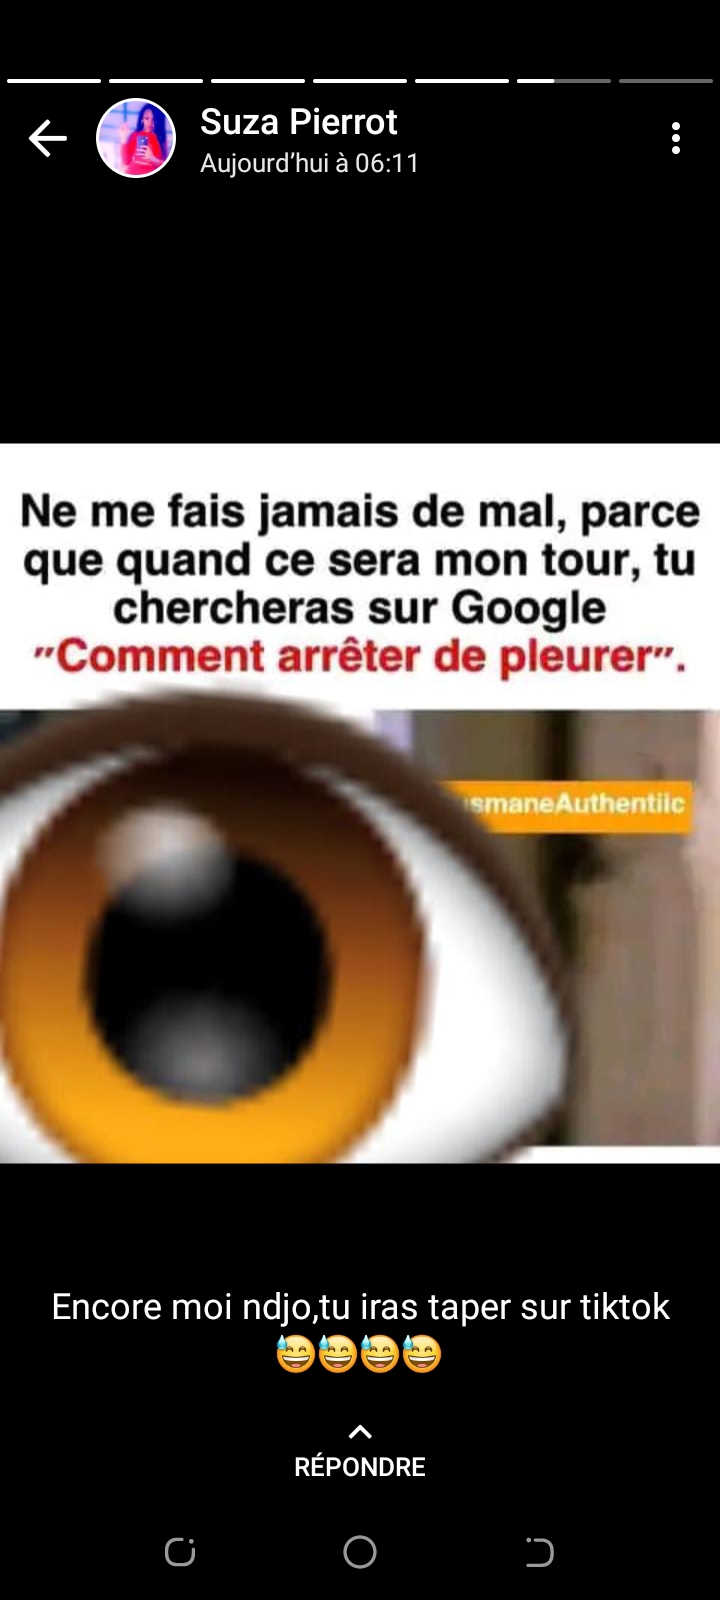 Suza Pierrot
Aujourd’hui à 06:11
Ne me fais jamais de mal, parce
que quand ce sera mon tour, tu
chercheras sur Google
"Comment arrêter de pleurer".
smaneAuthentiic
Encore moi ndjo,tu iras taper sur tiktok
😅😅😅😅
RÉPONDRE